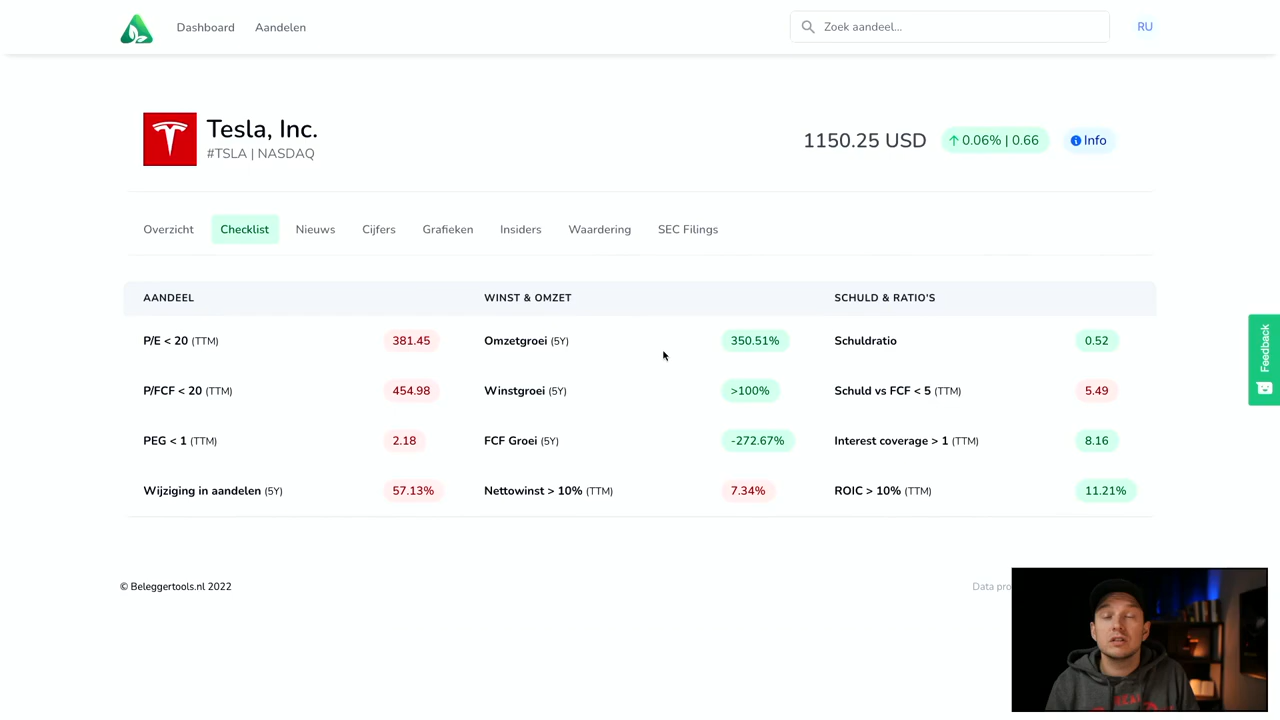 Dashboard Aandelen Zoek aandeel... RU
Tesla, Inc.
#TSLA | NASDAQ
1150.25 USD ↑ 0.06% | 0.66 Info
Overzicht Checklist Nieuws Cijfers Grafieken Insiders Waardering SEC Filings
AANDEEL WINST & OMZET SCHULD & RATIO'S
P/E < 20 (TTM) 381.45 Omzetgroei (5Y) 350.51% Schuldratio 0.52
P/FCF < 20 (TTM) 454.98 Winstgroei (5Y) >100% Schuld vs FCF < 5 (TTM) 5.49
PEG < 1 (TTM) 2.18 FCF Groei (5Y) -272.67% Interest coverage > 1 (TTM) 8.16
Wijziging in aandelen (5Y) 57.13% Nettowinst > 10% (TTM) 7.34% ROIC > 10% (TTM) 11.21%
Feedback
© Beleggertools.nl 2022 Data